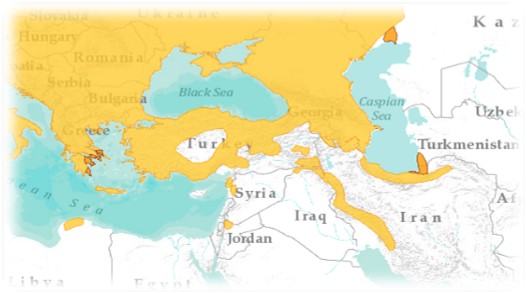 Slovakia
Ukraine
Hungary
Romania
Serbia
Bulgaria
Black Sea
Georgia
Caspian
Sea
Kaz
Uzbek
Turkmenistan
Greece
Turkey
Syria
Iraq
Iran
Af
Jordan
ean Sea
Libya
Egypt